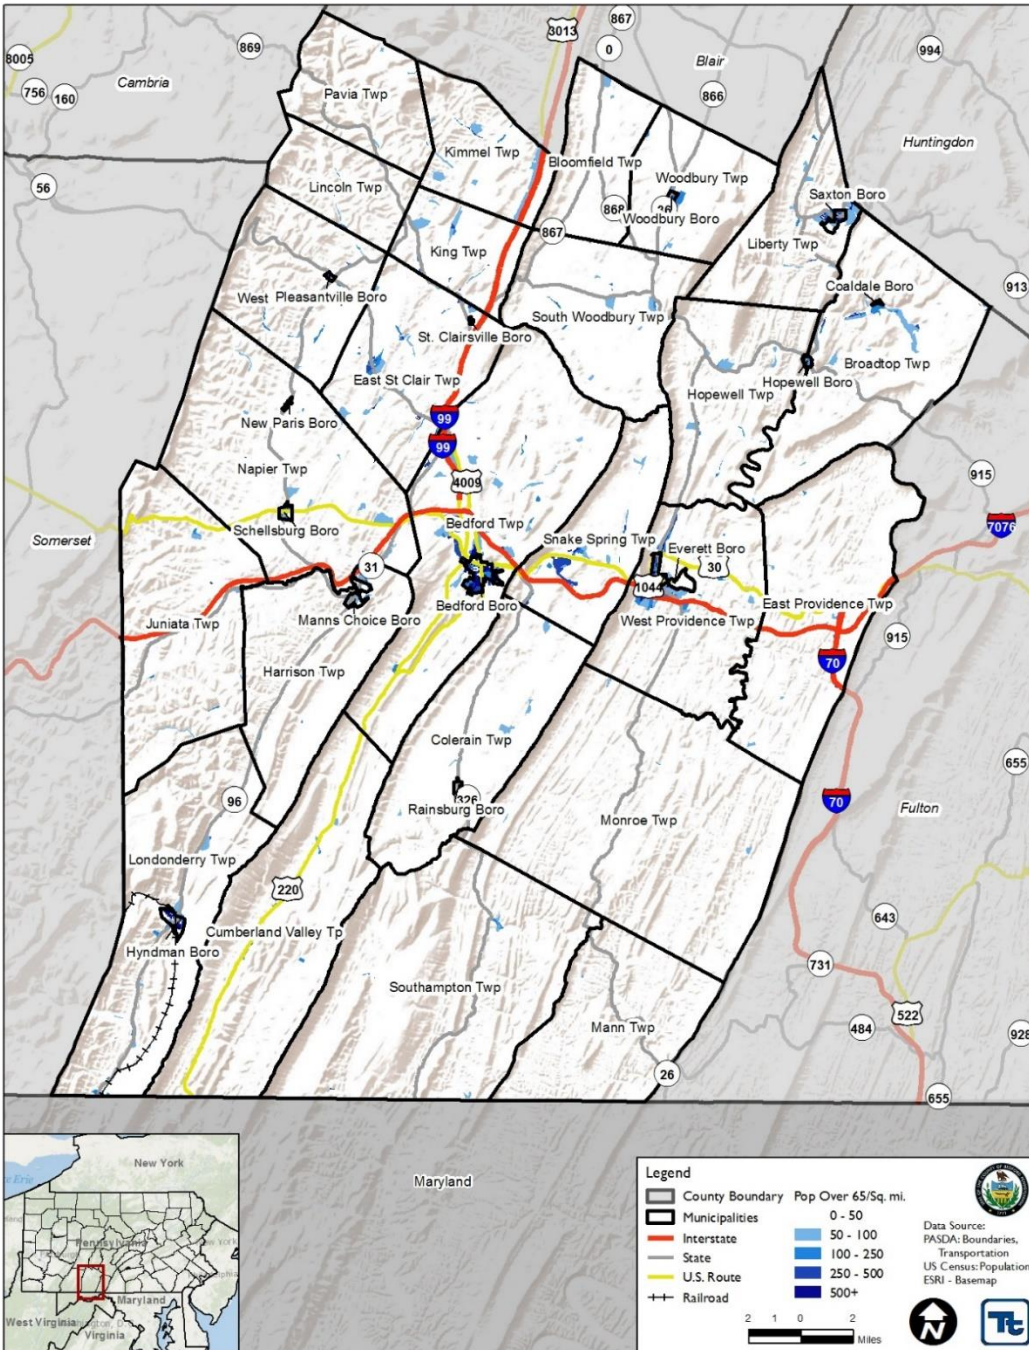 867
3013
0
869
994
8005
Blair
Cambria
756
160
866
Pavia Twp
Huntingdon
Kimmel Twp
Bloomfield Twp
56
Lincoln Twp
Woodbury Twp
Saxton Boro
868
26
Woodbury Boro
867
King Twp
Liberty Twp
West
Pleasantville Boro
Coaldale Boro
913
South Woodbury Twp
St. Clairsville Boro
Broadtop Twp
East St Clair Twp
Hopewell Boro
Hopewell Twp
99
New Paris Boro
99
Napier Twp
915
4009
Schellsburg Boro
Bedford Twp
7076
Somerset
Snake Spring Twp
Everett Boro
31
30
1044
Bedford Boro
East Providence Twp
Juniata Twp
Manns Choice Boro
West Providence Twp
915
70
Harrison Twp
Colerain Twp
655
96
326
Rainsburg Boro
70
Fulton
Monroe Twp
Londonderry Twp
220
643
Cumberland Valley Tp
Hyndman Boro
731
Southampton Twp
522
Mann Twp
484
928
26
655
New York
Maryland
Pennsylvania
Maryland
West Virginia
Virginia
Legend
County Boundary
Municipalities
Interstate
State
U.S. Route
Railroad
Pop Over 65/Sq. mi.
0 - 50
50 - 100
100 - 250
250 - 500
500+
Data Source:
PASDA: Boundaries,
Transportation
US Census: Population
ESRI - Basemap
2 1 0 2
Miles
N
Tt